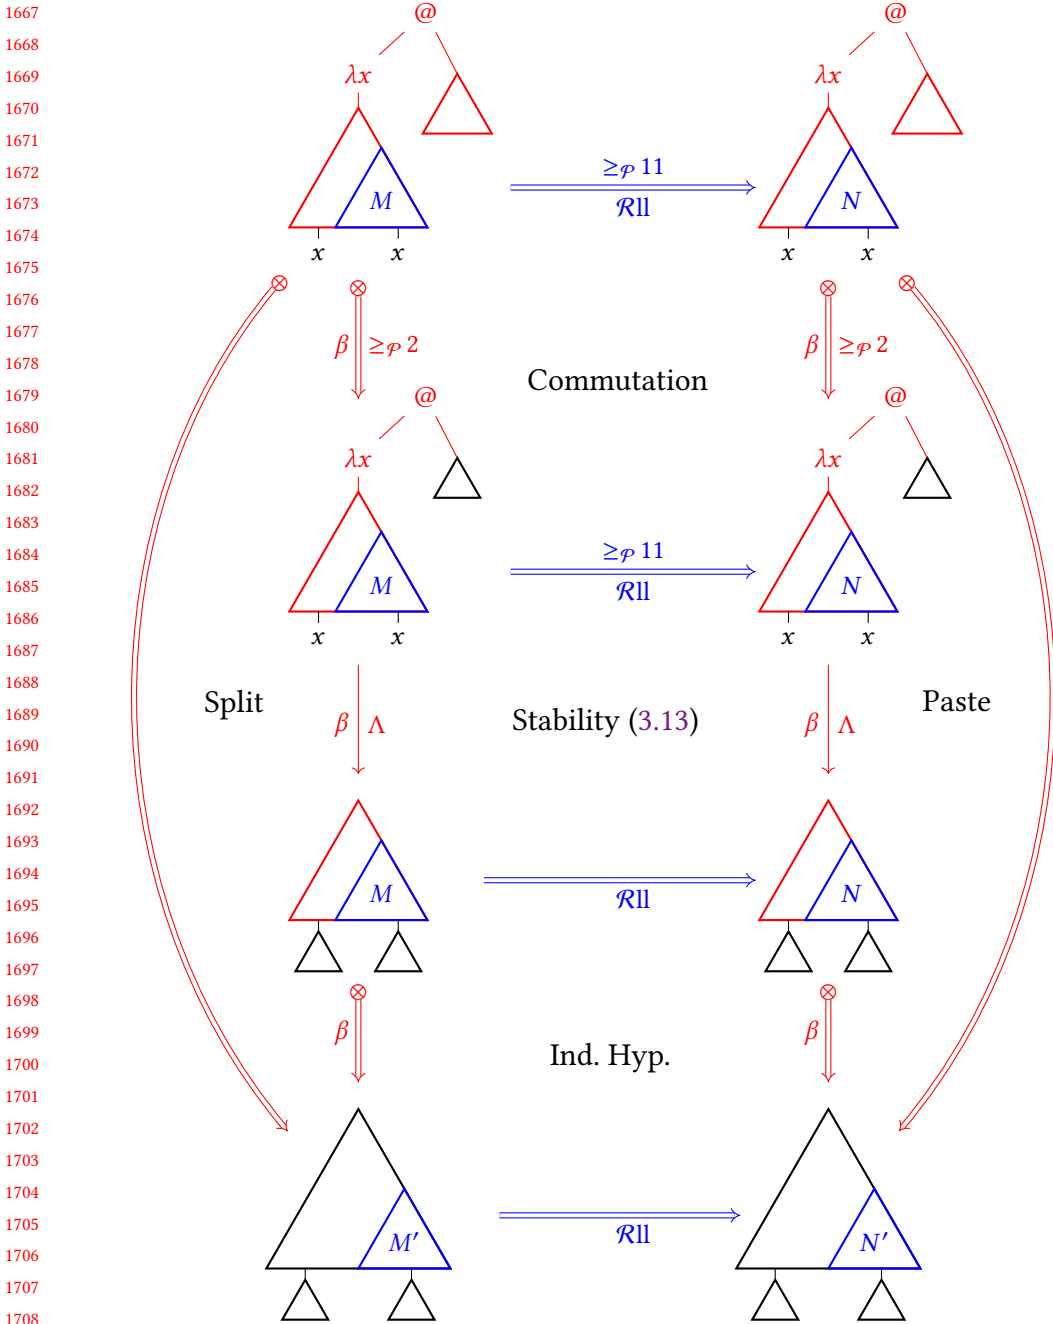 1667 @ @
1668
1669 λx λx
1670
1671
1672 ≥𝒫 11
1673 M N
ℛll
1674
1675 x x x x
1676 ⊗ ⊗ ⊗ ⊗
1677
1678 β ≥𝒫 2 β ≥𝒫 2
1679 Commutation
@ @
1680
1681 λx λx
1682
1683
1684 ≥𝒫 11
1685 M N
1686 ℛll
1687 x x x x
1688
1689 Split Stability (3.13) Paste
1690 β Λ β Λ
1691
1692
1693
1694 M N
1695 ℛll
1696
1697
1698 ⊗ ⊗
1699 β β
1700 Ind. Hyp.
1701
1702
1703
1704
1705 ℛll
1706 M′ N′
1707
1708